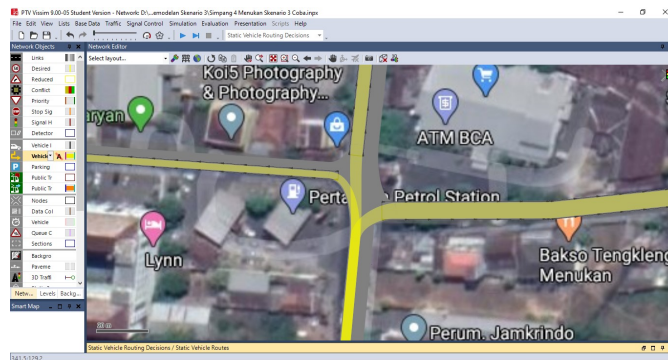 PTV Vissim 9.00-05 Student Version - Network: D:\...emodelan Skenario 3\Simpang 4 Menukan Skenario 3 Coba.inpx
File Edit View Lists Base Data Traffic Signal Control Simulation Evaluation Presentation Scripts Help
Static Vehicle Routing Decisions
Network Objects
Network Editor
Select layout...
Links
Desired
Reduced
Conflict
Priority
Stop Sig
Signal H
Detector
Vehicle I
Vehicl
Parking
Public Tr
Public Tr
Nodes
Data Col
Vehicle
Queue C
Sections
Backgro
Paveme
3D Traffi
Netw... Levels Backg...
Smart Map
Koi5 Photography
& Photography...
aryan
ATM BCA
Perta
Petrol Station
Lynn
Bakso Tengkleng
Menukan
Perum. Jamkrindo
20 m
Static Vehicle Routing Decisions / Static Vehicle Routes